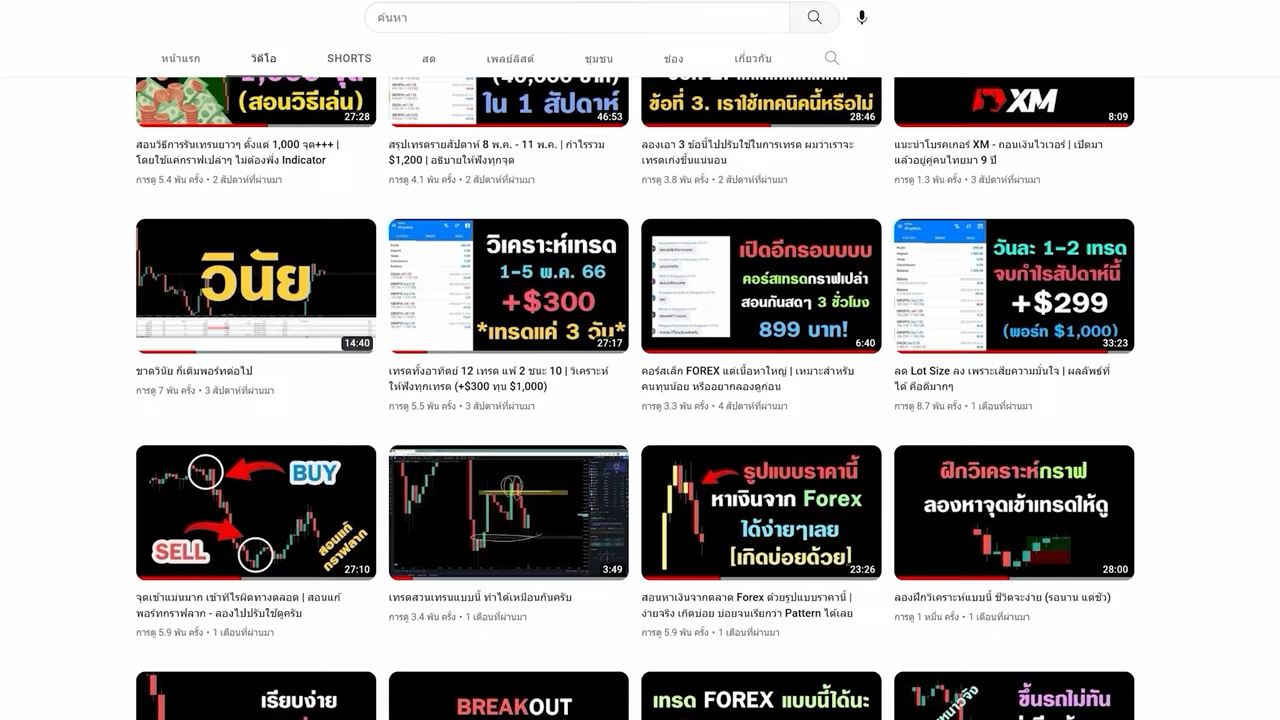 ค้นหา
หน้าแรก
วิดีโอ
SHORTS
สด
เพลย์ลิสต์
ชุมชน
ช่อง
เกี่ยวกับ
(สอนวิธีเล่น)
27:28
ใน 1 สัปดาห์
46:53
ข้อที่ 3. เราใช้เทคนิคนี้หรือไม่
28:46
XM
8:09
สอนวิธีการรันเทรนยาวๆ ตั้งแต่ 1,000 จุด+++ |
โดยใช้แค่กราฟเปล่าๆ ไม่ต้องพึ่ง Indicator
การดู 5.4 พัน ครั้ง • 2 สัปดาห์ที่ผ่านมา
สรุปเทรดรายสัปดาห์ 8 พ.ค. - 11 พ.ค. | กำไรรวม
$1,200 | อธิบายให้ฟังทุกจุด
การดู 4.1 พัน ครั้ง • 2 สัปดาห์ที่ผ่านมา
ลองเอา 3 ข้อนี้ไปปรับใช้ในการเทรด ผมว่าเราจะ
เทรดเก่งขึ้นแน่นอน
การดู 3.8 พัน ครั้ง • 2 สัปดาห์ที่ผ่านมา
แนะนำโบรคเกอร์ XM - ถอนเงินไวเวอร์ | เปิดมา
แล้วอยู่คู่คนไทยมา 9 ปี
การดู 1.3 พัน ครั้ง • 3 สัปดาห์ที่ผ่านมา
วินัย
14:40
วิเคราะห์เทรด
1-5 พ.ค. 66
+$300
*เทรดแค่ 3 วัน*
27:17
เปิดอีกรอบบบบ
คอร์สเทรดกราฟเปล่า
สอนกันสดๆ 3 ชั่วโมง
899 บาท!
6:40
วันละ 1-2 เทรด
จบกำไรสัปดาห์นี้
+$299
(พอร์ท $1,000)
33:23
ขาดวินัย ก็เติมพอร์ทต่อไป
การดู 7 พัน ครั้ง • 3 สัปดาห์ที่ผ่านมา
เทรดทั้งอาทิตย์ 12 เทรด แพ้ 2 ชนะ 10 | วิเคราะห์
ให้ฟังทุกเทรด (+$300 ทุน $1,000)
การดู 5.5 พัน ครั้ง • 3 สัปดาห์ที่ผ่านมา
คอร์สเล็ก FOREX แต่เนื้อหาใหญ่ | เหมาะสำหรับ
คนทุนน้อย หรืออยากลองดูก่อน
การดู 3.3 พัน ครั้ง • 4 สัปดาห์ที่ผ่านมา
ลด Lot Size ลง เพราะเสียความมั่นใจ | ผลลัพธ์ที่
ได้ คือดีมากๆ
การดู 8.7 พัน ครั้ง • 1 เดือนที่ผ่านมา
BUY
SELL
สอนแก้
กราฟลาก
27:10
3:49
รูปแบบราคานี้
หาเงินจาก Forex
ได้ง่ายๆเลย
[เกิดบ่อยด้วย]
23:26
ฝึกวิเคราะห์กราฟ
ลองหาจุดเข้าเทรดให้ดู
28:00
จุดเข้าแม่นมาก เข้าทีไรผิดทางตลอด | สอนแก้
พอร์ทกราฟลาก - ลองไปปรับใช้ดูครับ
การดู 5.9 พัน ครั้ง • 1 เดือนที่ผ่านมา
เทรดสวนเทรนแบบนี้ ทำได้เหมือนกันครับ
การดู 3.4 พัน ครั้ง • 1 เดือนที่ผ่านมา
สอนหาเงินจากตลาด Forex ด้วยรูปแบบราคานี้ |
ง่ายจริง เกิดบ่อย บ่อยจนเรียกว่า Pattern ได้เลย
การดู 5.9 พัน ครั้ง • 1 เดือนที่ผ่านมา
ลองฝึกวิเคราะห์แบบนี้ ชีวิตจะง่าย (รอนาน แต่ชัว)
การดู 1 หมื่น ครั้ง • 1 เดือนที่ผ่านมา
เรียบง่าย
BREAKOUT
เทรด FOREX แบบนี้ได้นะ
ขึ้นรถไม่ทัน